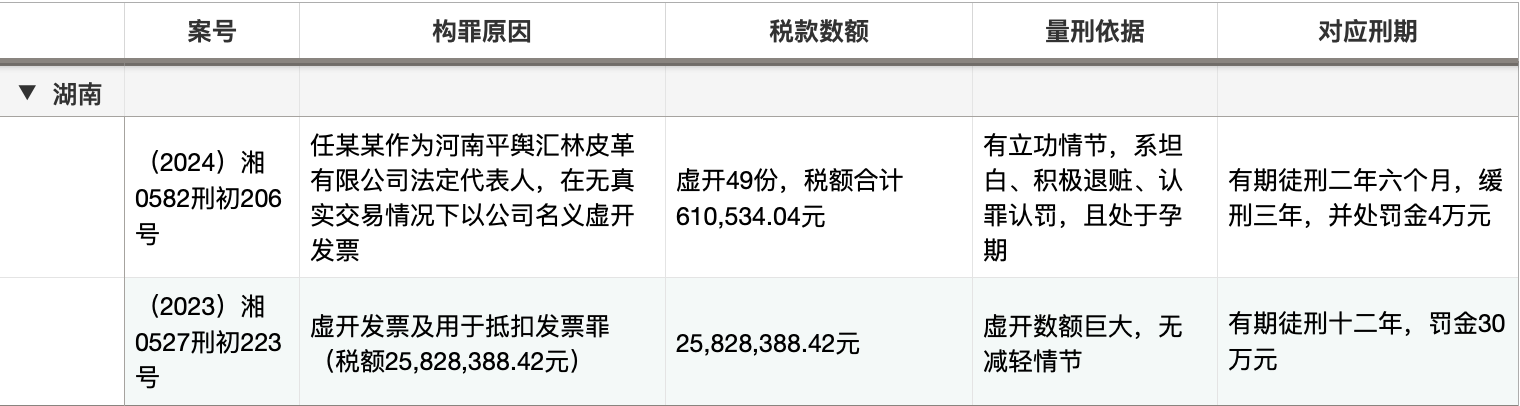 案号
构罪原因
税款数额
量刑依据
对应刑期
▼ 湖南
（2024）湘
0582刑初206
号
任某某作为河南平舆汇林皮革
有限公司法定代表人，在无真
实交易情况下以公司名义虚开
发票
虚开49份，税额合计
610,534.04元
有立功情节，系坦
白、积极退赃、认
罪认罚，且处于孕
期
有期徒刑二年六个月，缓
刑三年，并处罚金4万元
（2023）湘
0527刑初223
号
虚开发票及用于抵扣发票罪
（税额25,828,388.42元）
25,828,388.42元
虚开数额巨大，无
减轻情节
有期徒刑十二年，罚金30
万元